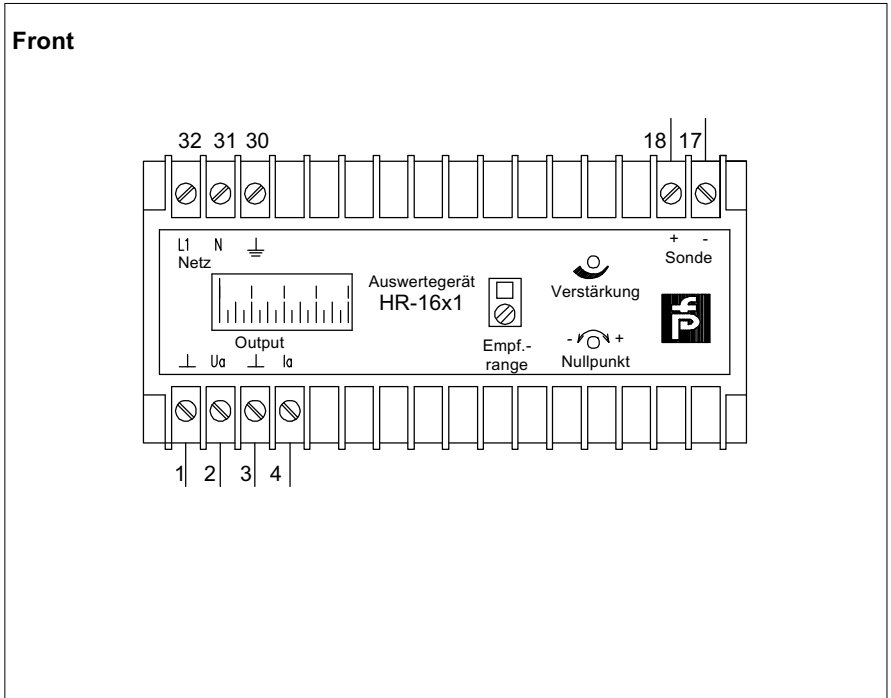 Front
32 31 30 18 17
L1 N + -
Netz Sonde
Auswertegerät
HR-16x1
Verstärkung
Output
Empf.-
range
- +
Nullpunkt
⊥ Ua ⊥ Ia
1 2 3 4